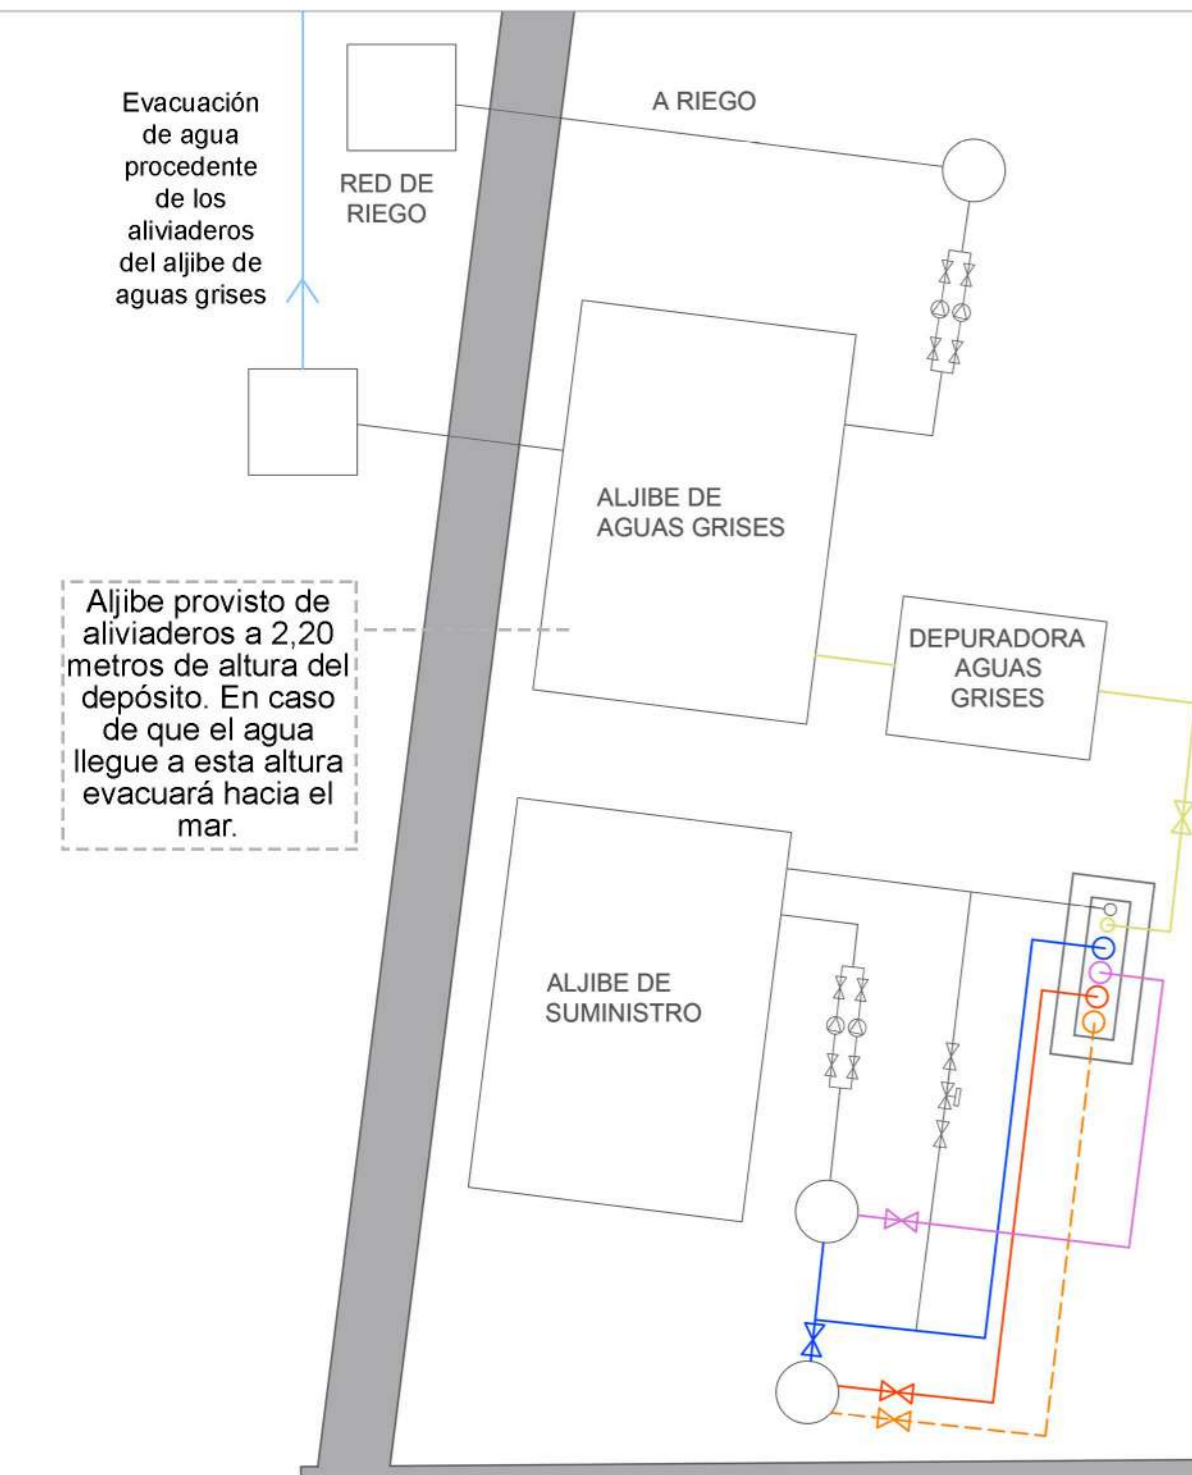 Evacuación
de agua
procedente
de los
aliviaderos
del aljibe de
aguas grises
RED DE
RIEGO
A RIEGO
ALJIBE DE
AGUAS GRISES
Aljibe provisto de
aliviaderos a 2,20
metros de altura del
depósito. En caso
de que el agua
llegue a esta altura
evacuará hacia el
mar.
DEPURADORA
AGUAS
GRISES
ALJIBE DE
SUMINISTRO